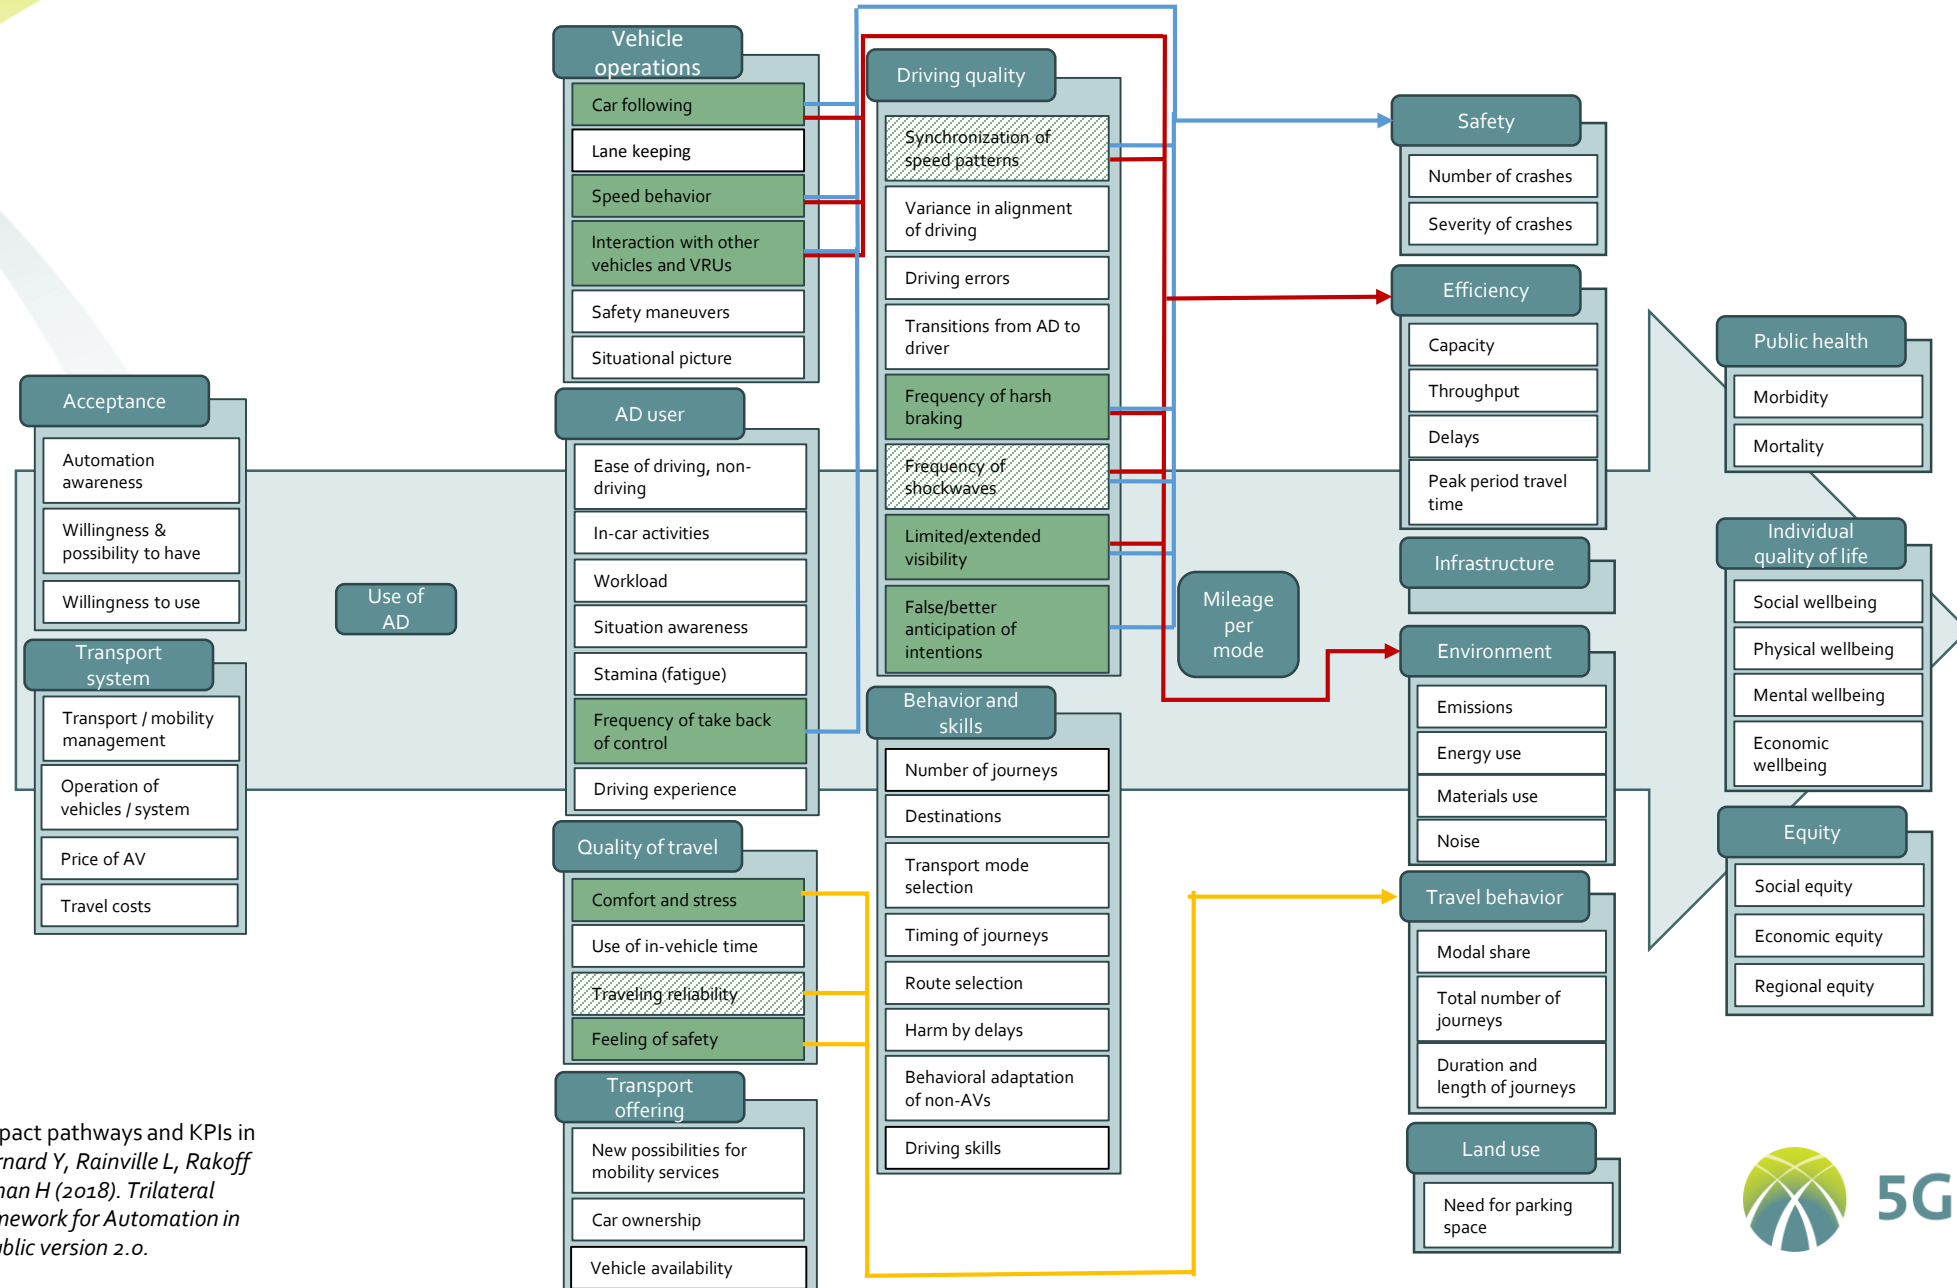 Acceptance
Automation
awareness
Willingness &
possibility to have
Willingness to use
Transport
system
Transport / mobility
management
Operation of
vehicles / system
Price of AV
Travel costs
Use of
AD
Vehicle
operations
Car following
Lane keeping
Speed behavior
Interaction with other
vehicles and VRUs
Safety maneuvers
Situational picture
AD user
Ease of driving, non-
driving
In-car activities
Workload
Situation awareness
Stamina (fatigue)
Frequency of take back
of control
Driving experience
Quality of travel
Comfort and stress
Use of in-vehicle time
Traveling reliability
Feeling of safety
Transport
offering
New possibilities for
mobility services
Car ownership
Vehicle availability
Driving quality
Synchronization of
speed patterns
Variance in alignment
of driving
Driving errors
Transitions from AD to
driver
Frequency of harsh
braking
Frequency of
shockwaves
Limited/extended
visibility
False/better
anticipation of
intentions
Behavior and
skills
Number of journeys
Destinations
Transport mode
selection
Timing of journeys
Route selection
Harm by delays
Behavioral adaptation
of non-AVs
Driving skills
Mileage
per
mode
Safety
Number of crashes
Severity of crashes
Efficiency
Capacity
Throughput
Delays
Peak period travel
time
Infrastructure
Environment
Emissions
Energy use
Materials use
Noise
Travel behavior
Modal share
Total number of
journeys
Duration and
length of journeys
Land use
Need for parking
space
Public health
Morbidity
Mortality
Individual
quality of life
Social wellbeing
Physical wellbeing
Mental wellbeing
Economic
wellbeing
Equity
Social equity
Economic equity
Regional equity
pact pathways and KPIs in
rnard Y, Rainville L, Rakoff
man H (2018). Trilateral
mework for Automation in
ublic version 2.0.
5G